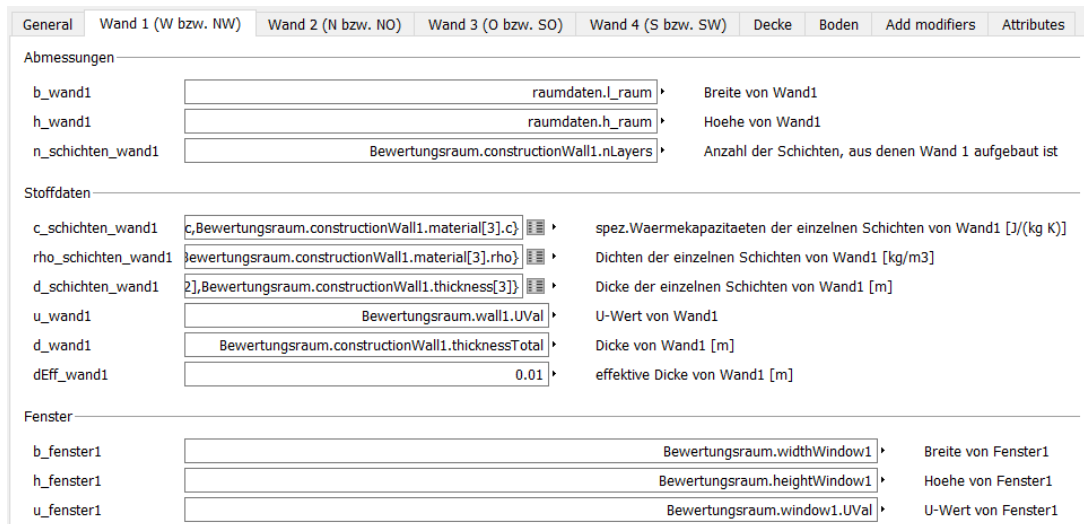 General Wand 1 (W bzw. NW) Wand 2 (N bzw. NO) Wand 3 (O bzw. SO) Wand 4 (S bzw. SW) Decke Boden Add modifiers Attributes
Abmessungen
b_wand1 raumdaten.l_raum Breite von Wand1
h_wand1 raumdaten.h_raum Hoehe von Wand1
n_schichten_wand1 Bewertungsraum.constructionWall1.nLayers Anzahl der Schichten, aus denen Wand 1 aufgebaut ist
Stoffdaten
c_schichten_wand1 c,Bewertungsraum.constructionWall1.material[3].c} spez.Waermekapazitaeten der einzelnen Schichten von Wand1 [J/(kg K)]
rho_schichten_wand1 Bewertungsraum.constructionWall1.material[3].rho} Dichten der einzelnen Schichten von Wand1 [kg/m3]
d_schichten_wand1 2],Bewertungsraum.constructionWall1.thickness[3]} Dicke der einzelnen Schichten von Wand1 [m]
u_wand1 Bewertungsraum.wall1.UVal U-Wert von Wand1
d_wand1 Bewertungsraum.constructionWall1.thicknessTotal Dicke von Wand1 [m]
dEff_wand1 0.01 effektive Dicke von Wand1 [m]
Fenster
b_fenster1 Bewertungsraum.widthWindow1 Breite von Fenster1
h_fenster1 Bewertungsraum.heightWindow1 Hoehe von Fenster1
u_fenster1 Bewertungsraum.window1.UVal U-Wert von Fenster1